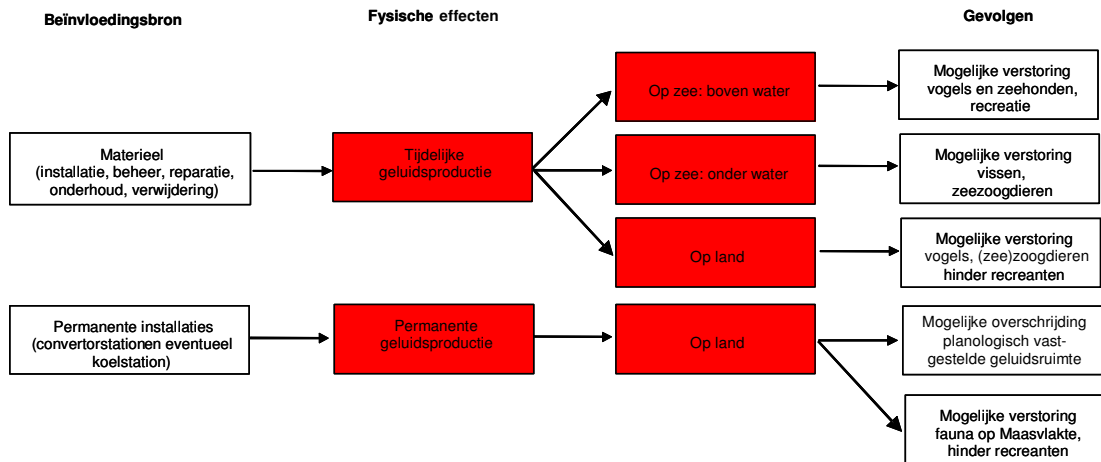 Beïnvloedingsbron
Fysische effecten
Gevolgen
Materieel
(installatie, beheer, reparatie,
onderhoud, verwijdering)
Tijdelijke
geluidsproductie
Op zee: boven water
Mogelijke verstoring
vogels en zeehonden,
recreatie
Op zee: onder water
Mogelijke verstoring
vissen,
zeezoogdieren
Op land
Mogelijke verstoring
vogels, (zee)zoogdieren
hinder recreanten
Permanente installaties
(convertorstationen eventueel
koelstation)
Permanente
geluidsproductie
Op land
Mogelijke overschrijding
planologisch vast-
gestelde geluidsruimte
Mogelijke verstoring
fauna op Maasvlakte,
hinder recreanten